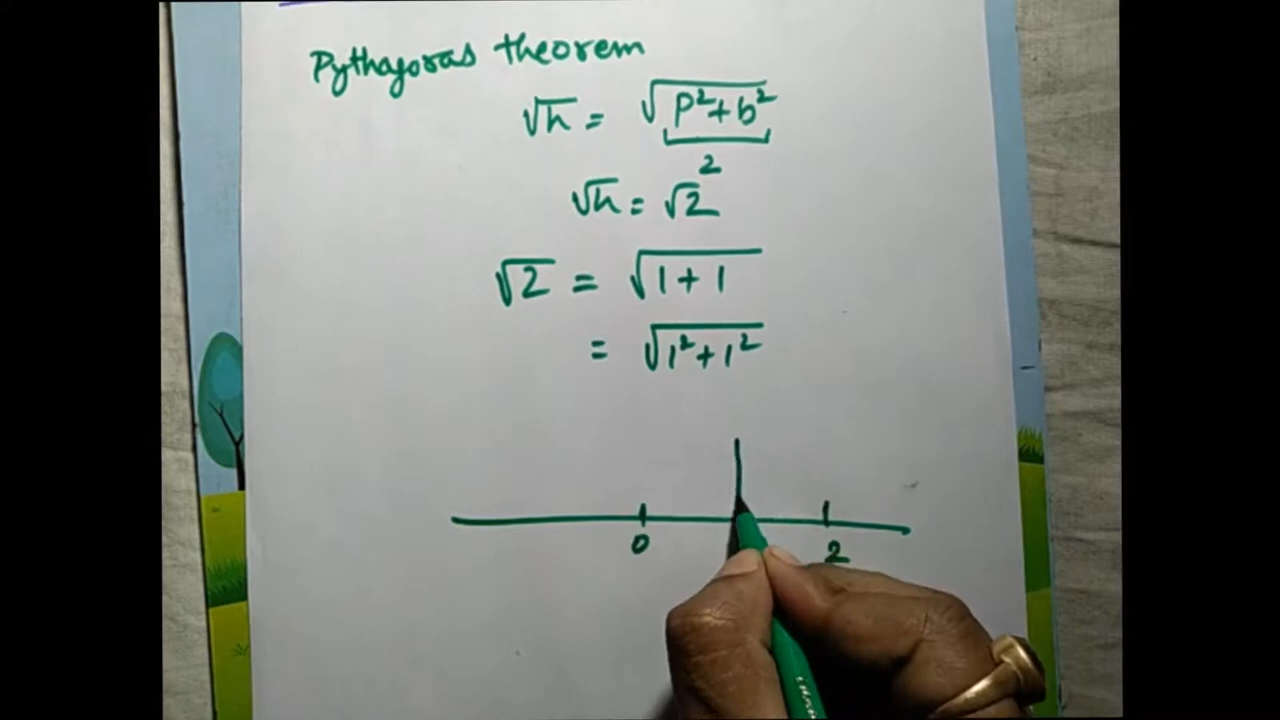 Pythagoras theorem
√h = √p²+b²
2
√h = √2
√2 = √1+1
= √1²+1²
0 2